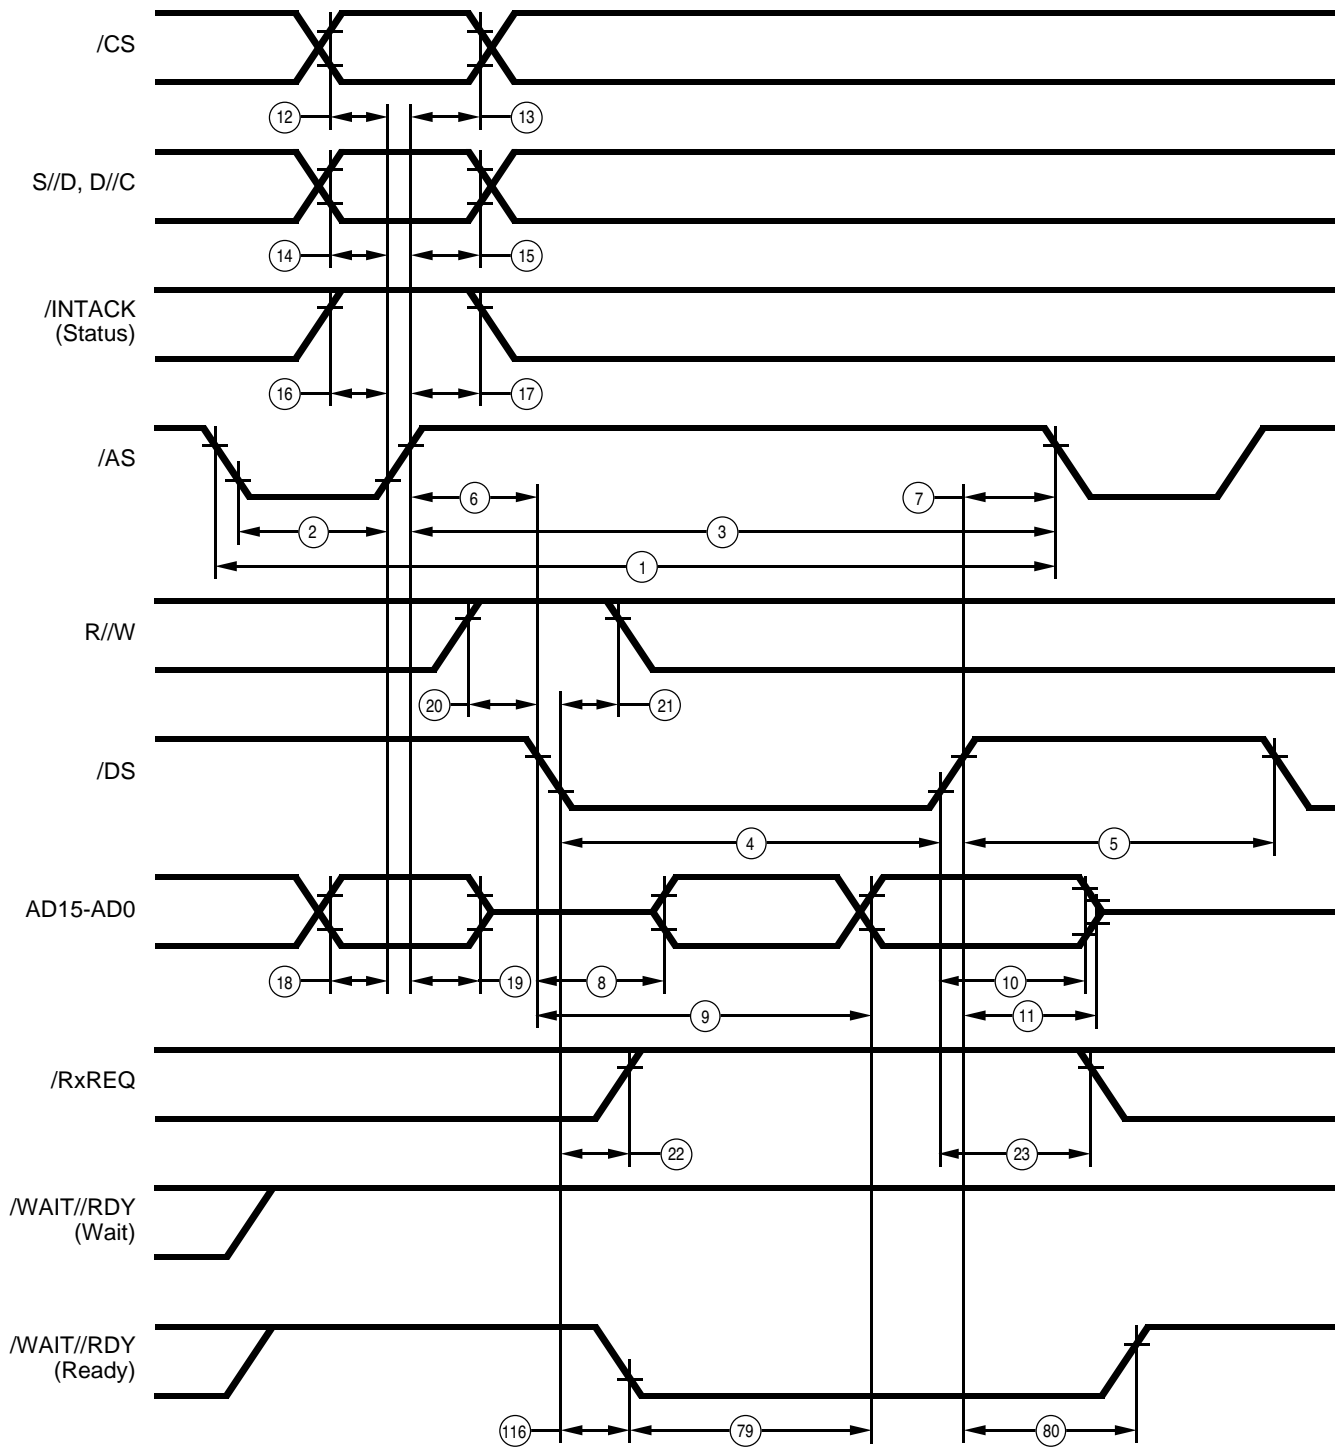 /CS
12
13
S//D, D//C
14
15
/INTACK
(Status)
16
17
/AS
6
7
2
3
1
R//W
20
21
/DS
4
5
AD15-AD0
18
19
8
10
9
11
/RxREQ
22
23
/WAIT//RDY
(Wait)
/WAIT//RDY
(Ready)
116
79
80